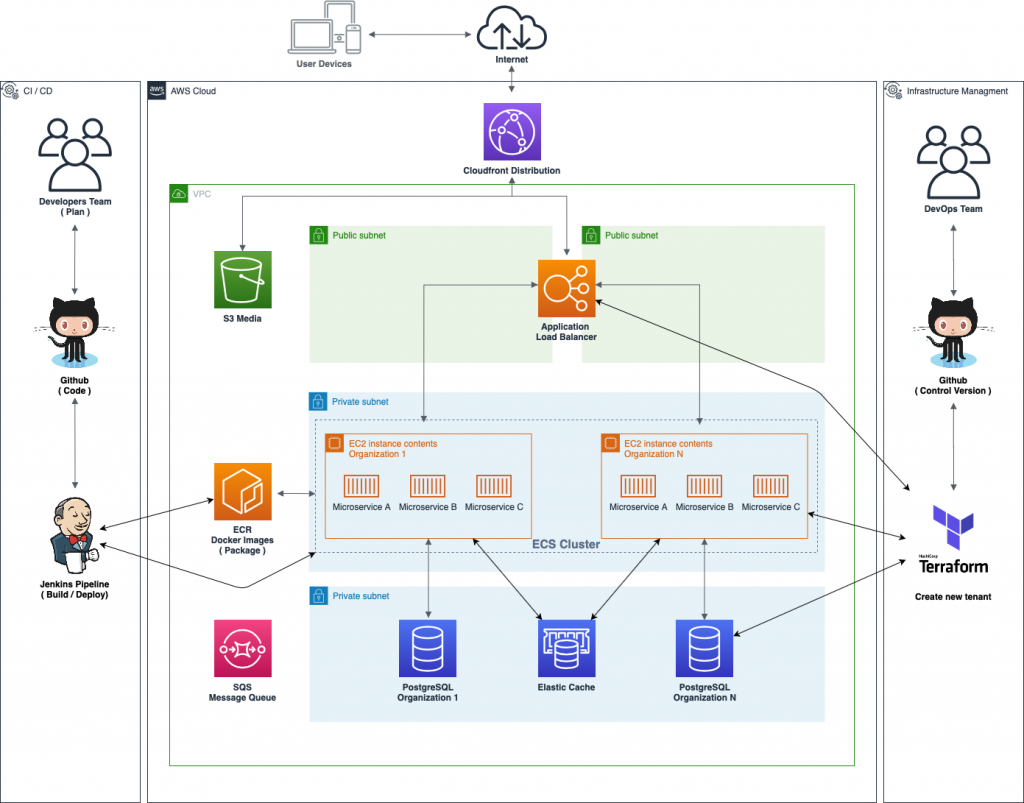 User Devices
Internet
CI / CD
aws
AWS Cloud
Infrastructure Managment
Cloudfront Distribution
Developers Team
( Plan )
DevOps Team
VPC
Public subnet
Public subnet
S3 Media
Application
Load Balancer
Github
( Code )
Github
( Control Version )
Private subnet
EC2 instance contents
Organization 1
EC2 instance contents
Organization N
Microservice A
Microservice B
Microservice C
Microservice A
Microservice B
Microservice C
ECR
Docker Images
( Package )
ECS Cluster
HashiCorp
Terraform
Jenkins Pipeline
( Build / Deploy)
Create new tenant
Private subnet
SQS
Message Queue
PostgreSQL
Organization 1
Elastic Cache
PostgreSQL
Organization N